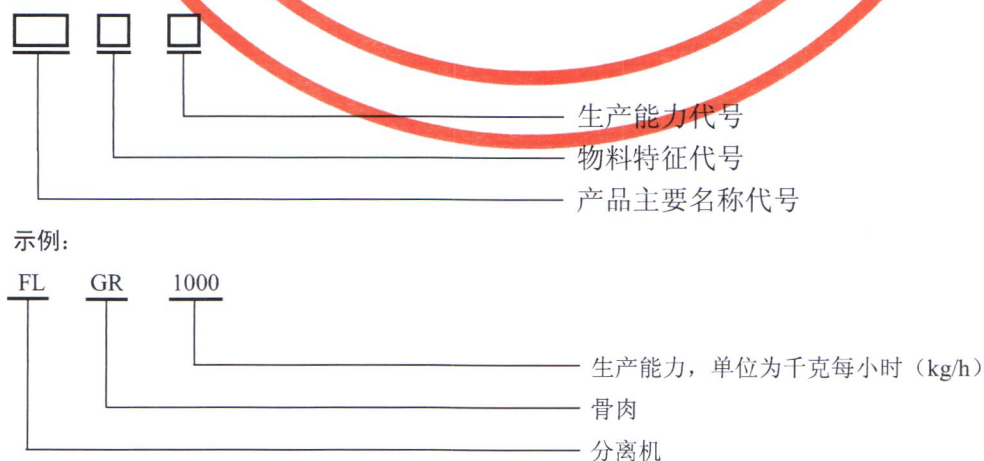 生产能力代号
物料特征代号
产品主要名称代号
示例：
FL GR 1000
生产能力，单位为千克每小时（kg/h）
骨肉
分离机